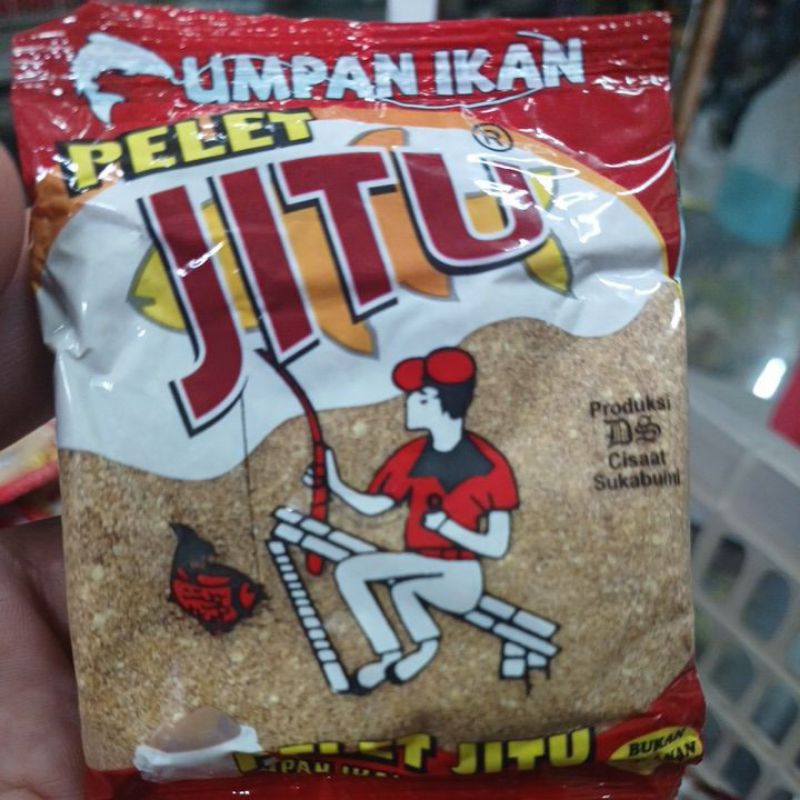 UMPAN IKAN
PELET
JITU®
Produksi
DS
Cisaat
Sukabumi
PELET JITU
BUKAN